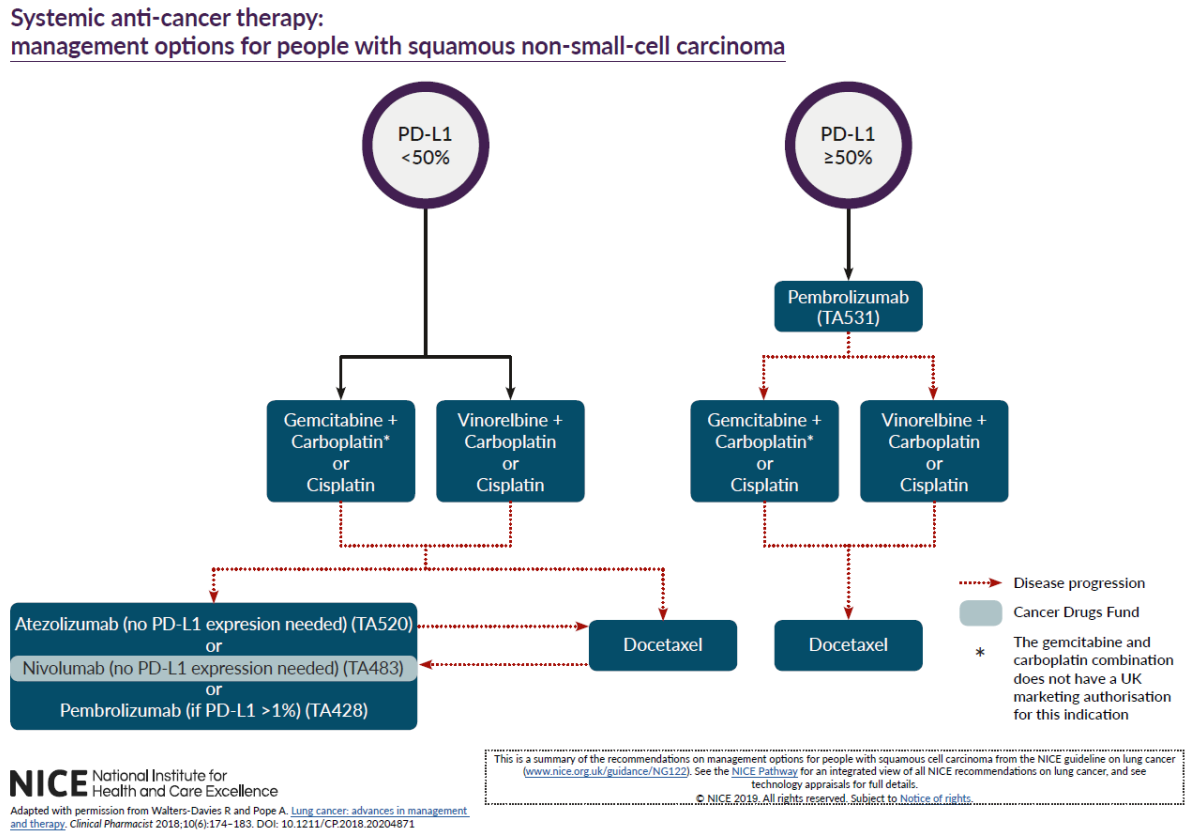 Systemic anti-cancer therapy:
management options for people with squamous non-small-cell carcinoma
PD-L1
<50%
PD-L1
≥50%
Pembrolizumab
(TA531)
Gemcitabine +
Carboplatin*
or
Cisplatin
Vinorelbine +
Carboplatin
or
Cisplatin
Gemcitabine +
Carboplatin*
or
Cisplatin
Vinorelbine +
Carboplatin
or
Cisplatin
Atezolizumab (no PD-L1 expresion needed) (TA520)
or
Nivolumab (no PD-L1 expression needed) (TA483)
or
Pembrolizumab (if PD-L1 >1%) (TA428)
Docetaxel
Docetaxel
Disease progression
Cancer Drugs Fund
* The gemcitabine and
carboplatin combination
does not have a UK
marketing authorisation
for this indication
NICE National Institute for
Health and Care Excellence
Adapted with permission from Walters-Davies R and Pope A. Lung cancer: advances in management
and therapy. Clinical Pharmacist 2018;10(6):174–183. DOI: 10.1211/CP.2018.20204871
This is a summary of the recommendations on management options for people with squamous cell carcinoma from the NICE guideline on lung cancer
(www.nice.org.uk/guidance/NG122). See the NICE Pathway for an integrated view of all NICE recommendations on lung cancer, and see
technology appraisals for full details.
© NICE 2019. All rights reserved. Subject to Notice of rights.